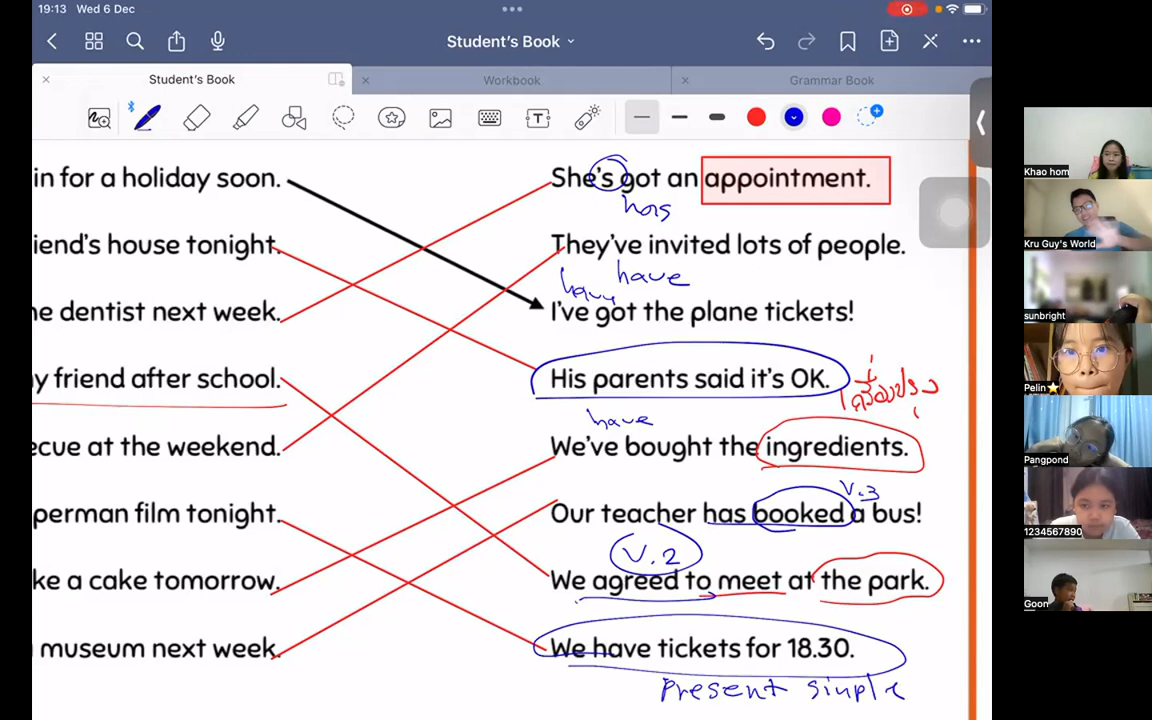 19:13 Wed 6 Dec
Student's Book
Student's Book
Workbook
Grammar Book
in for a holiday soon.
She's got an appointment.
has
iend's house tonight.
They've invited lots of people.
have
have
he dentist next week.
I've got the plane tickets!
y friend after school.
His parents said it's OK.
have
ecue at the weekend.
We've bought the ingredients.
V.3
perman film tonight.
Our teacher has booked a bus!
V.2
ke a cake tomorrow.
We agreed to meet at the park.
museum next week.
We have tickets for 18.30.
Present simple
Khao hom
Kru Guy's World
sunbright
Pelin
Pangpond
1234567890
Goon